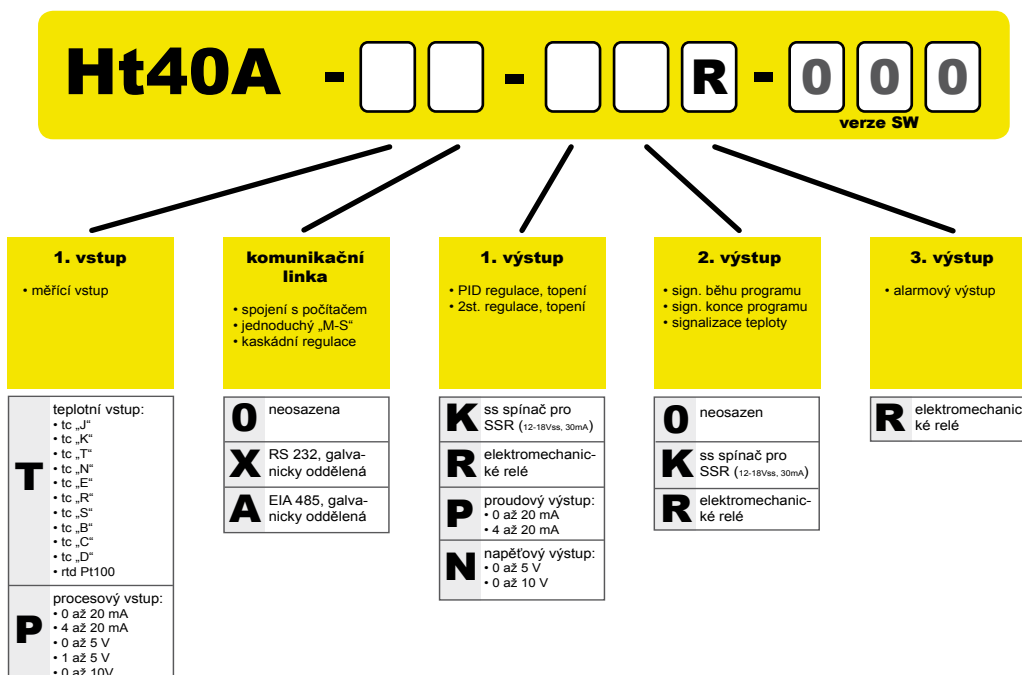 Ht40A - - R - 0 0 0
verze SW
1. vstup
• měřící vstup
T
teplotní vstup:
• tc „J“
• tc „K“
• tc „T“
• tc „N“
• tc „E“
• tc „R“
• tc „S“
• tc „B“
• tc „C“
• tc „D“
• rtd Pt100
P
procesový vstup:
• 0 až 20 mA
• 4 až 20 mA
• 0 až 5 V
• 1 až 5 V
• 0 až 10V
komunikační
linka
• spojení s počítačem
• jednoduchý „M-S“
• kaskádní regulace
0 neosazena
X RS 232, galva-
nicky oddělená
A EIA 485, galva-
nicky oddělená
1. výstup
• PID regulace, topení
• 2st. regulace, topení
K ss spínač pro
SSR (12-18Vss, 30mA)
R elektromechanic-
ké relé
P proudový výstup:
• 0 až 20 mA
• 4 až 20 mA
N napěťový výstup:
• 0 až 5 V
• 0 až 10 V
2. výstup
• sign. běhu programu
• sign. konce programu
• signalizace teploty
0 neosazen
K ss spínač pro
SSR (12-18Vss, 30mA)
R elektromechanic-
ké relé
3. výstup
• alarmový výstup
R elektromechanic
ké relé